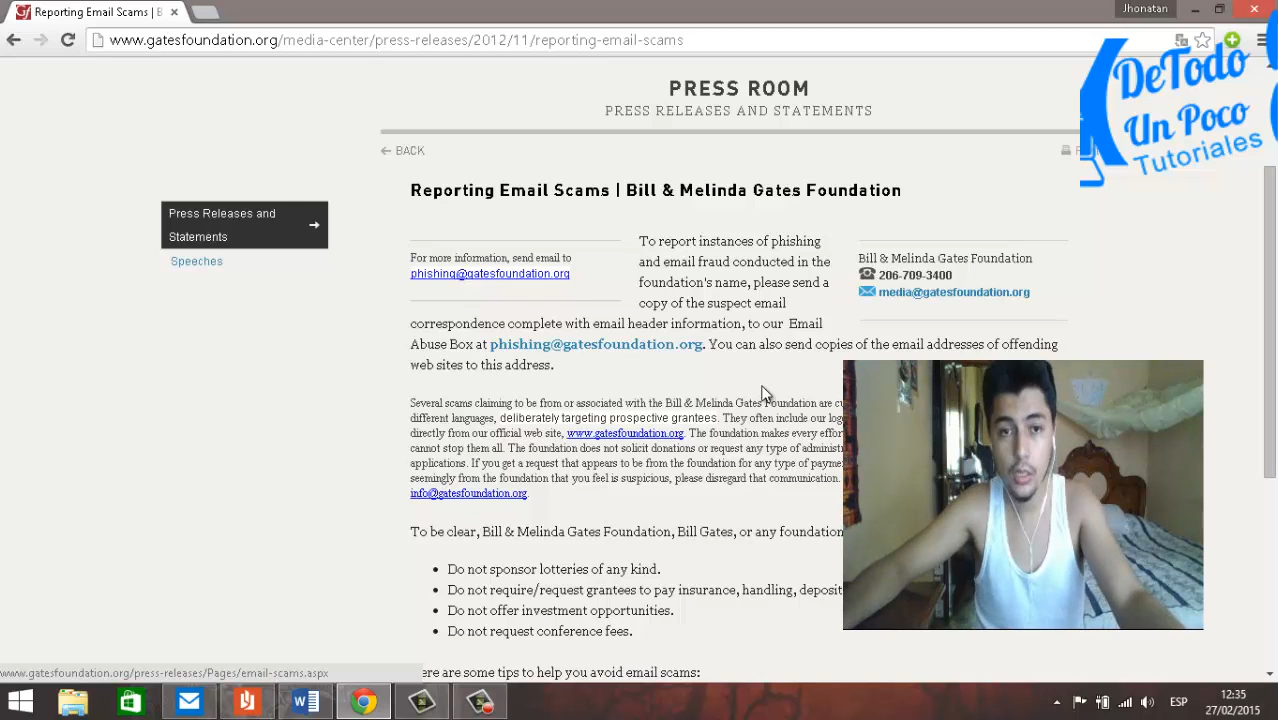 Reporting Email Scams | B
Jhonatan
www.gatesfoundation.org/media-center/press-releases/2012/11/reporting-email-scams
DeTodo
Un Poco
Tutoriales
PRESS ROOM
PRESS RELEASES AND STATEMENTS
← BACK
Reporting Email Scams | Bill & Melinda Gates Foundation
Press Releases and
Statements
Speeches
For more information, send email to
phishing@gatesfoundation.org
To report instances of phishing
and email fraud conducted in the
foundation's name, please send a
copy of the suspect email
correspondence complete with email header information, to our Email
Abuse Box at phishing@gatesfoundation.org. You can also send copies of the email addresses of offending
web sites to this address.
Bill & Melinda Gates Foundation
206-709-3400
media@gatesfoundation.org
Several scams claiming to be from or associated with the Bill & Melinda Gates Foundation are cu
different languages, deliberately targeting prospective grantees. They often include our log
directly from our official web site, www.gatesfoundation.org. The foundation makes every effor
cannot stop them all. The foundation does not solicit donations or request any type of administ
applications. If you get a request that appears to be from the foundation for any type of payme
seemingly from the foundation that you feel is suspicious, please disregard that communication.
info@gatesfoundation.org.
To be clear, Bill & Melinda Gates Foundation, Bill Gates, or any foundation
• Do not sponsor lotteries of any kind.
• Do not require/request grantees to pay insurance, handling, deposit
• Do not offer investment opportunities.
• Do not request conference fees.
ere are some tips to help you avoid email scams:
www.gatesfoundation.org/press-releases/Pages/email-scams.aspx
ESP
12:35
27/02/2015